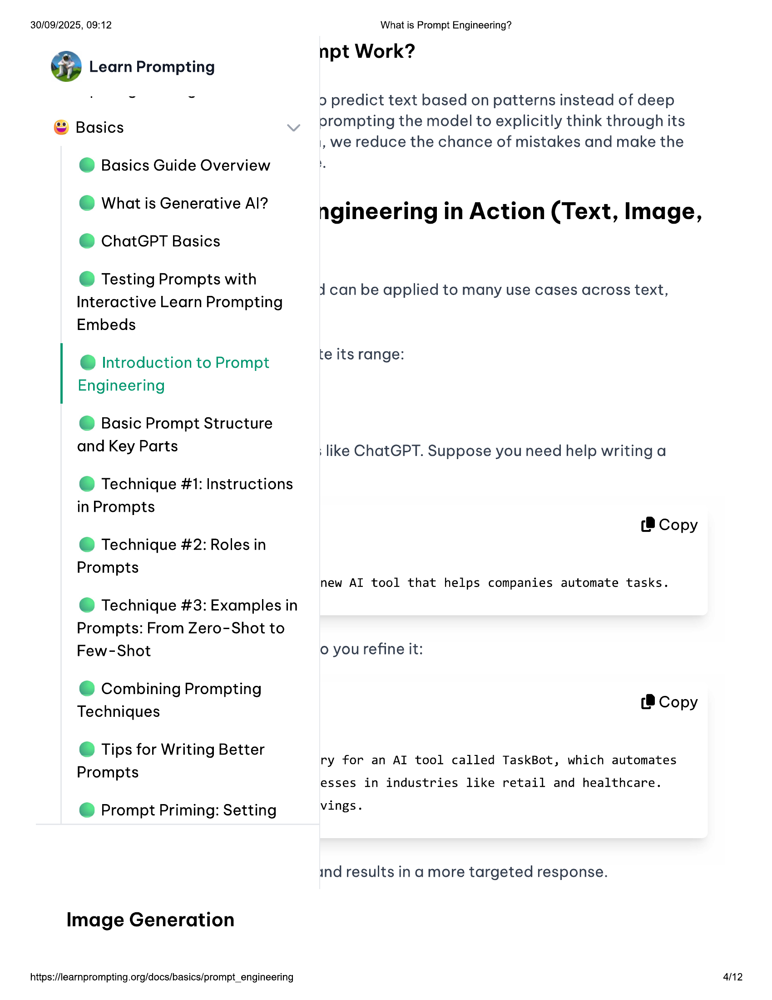 30/09/2025, 09:12
What is Prompt Engineering?
Learn Prompting
Basics
Basics Guide Overview
What is Generative AI?
ChatGPT Basics
Testing Prompts with
Interactive Learn Prompting
Embeds
Introduction to Prompt
Engineering
Basic Prompt Structure
and Key Parts
Technique #1: Instructions
in Prompts
Technique #2: Roles in
Prompts
Technique #3: Examples in
Prompts: From Zero-Shot to
Few-Shot
Combining Prompting
Techniques
Tips for Writing Better
Prompts
Prompt Priming: Setting
Work?
predict text based on patterns instead of deep
prompting the model to explicitly think through its
, we reduce the chance of mistakes and make the
in Action (Text, Image,
can be applied to many use cases across text,
its range:
like ChatGPT. Suppose you need help writing a
Copy
new AI tool that helps companies automate tasks.
you refine it:
Copy
for an AI tool called TaskBot, which automates
in industries like retail and healthcare.
and results in a more targeted response.
Image Generation
https://learnprompting.org/docs/basics/prompt_engineering
4/12